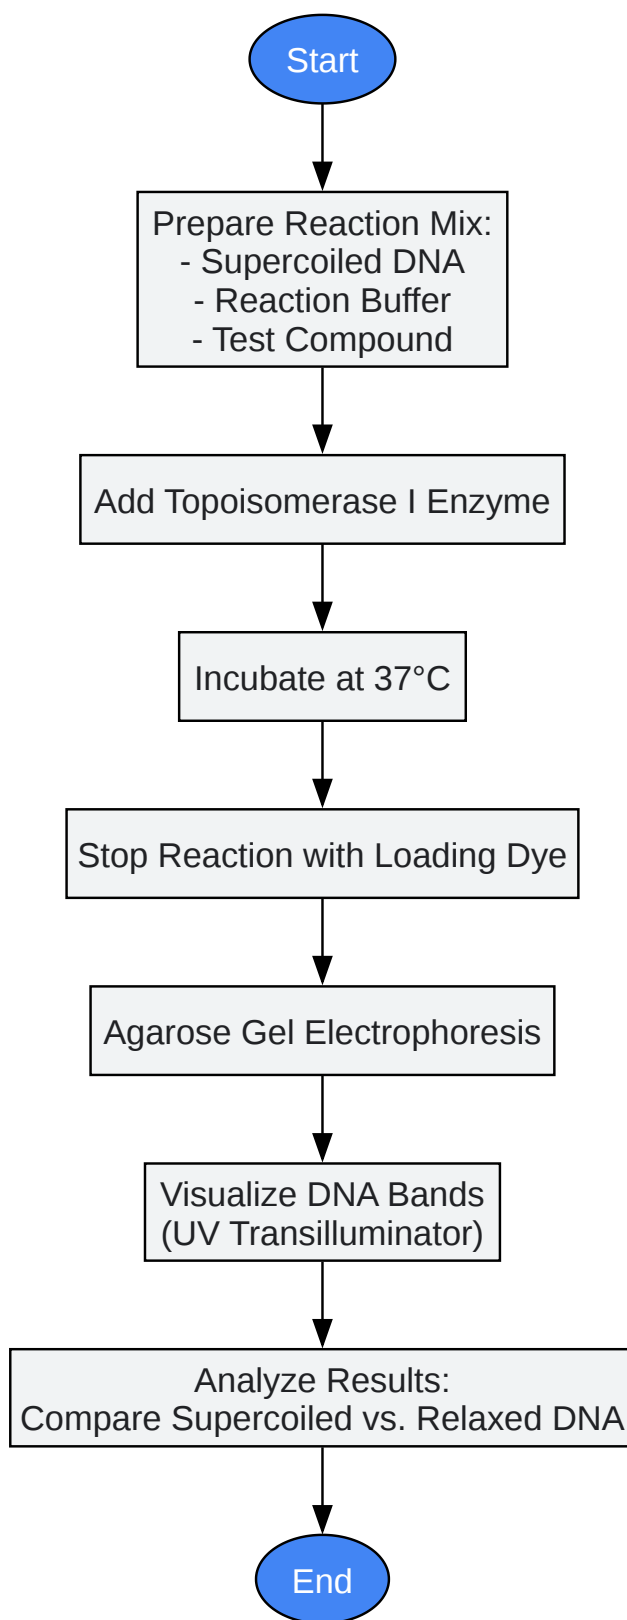 Start
Prepare Reaction Mix:
- Supercoiled DNA
- Reaction Buffer
- Test Compound
Add Topoisomerase I Enzyme
Incubate at 37°C
Stop Reaction with Loading Dye
Agarose Gel Electrophoresis
Visualize DNA Bands
(UV Transilluminator)
Analyze Results:
Compare Supercoiled vs. Relaxed DNA
End